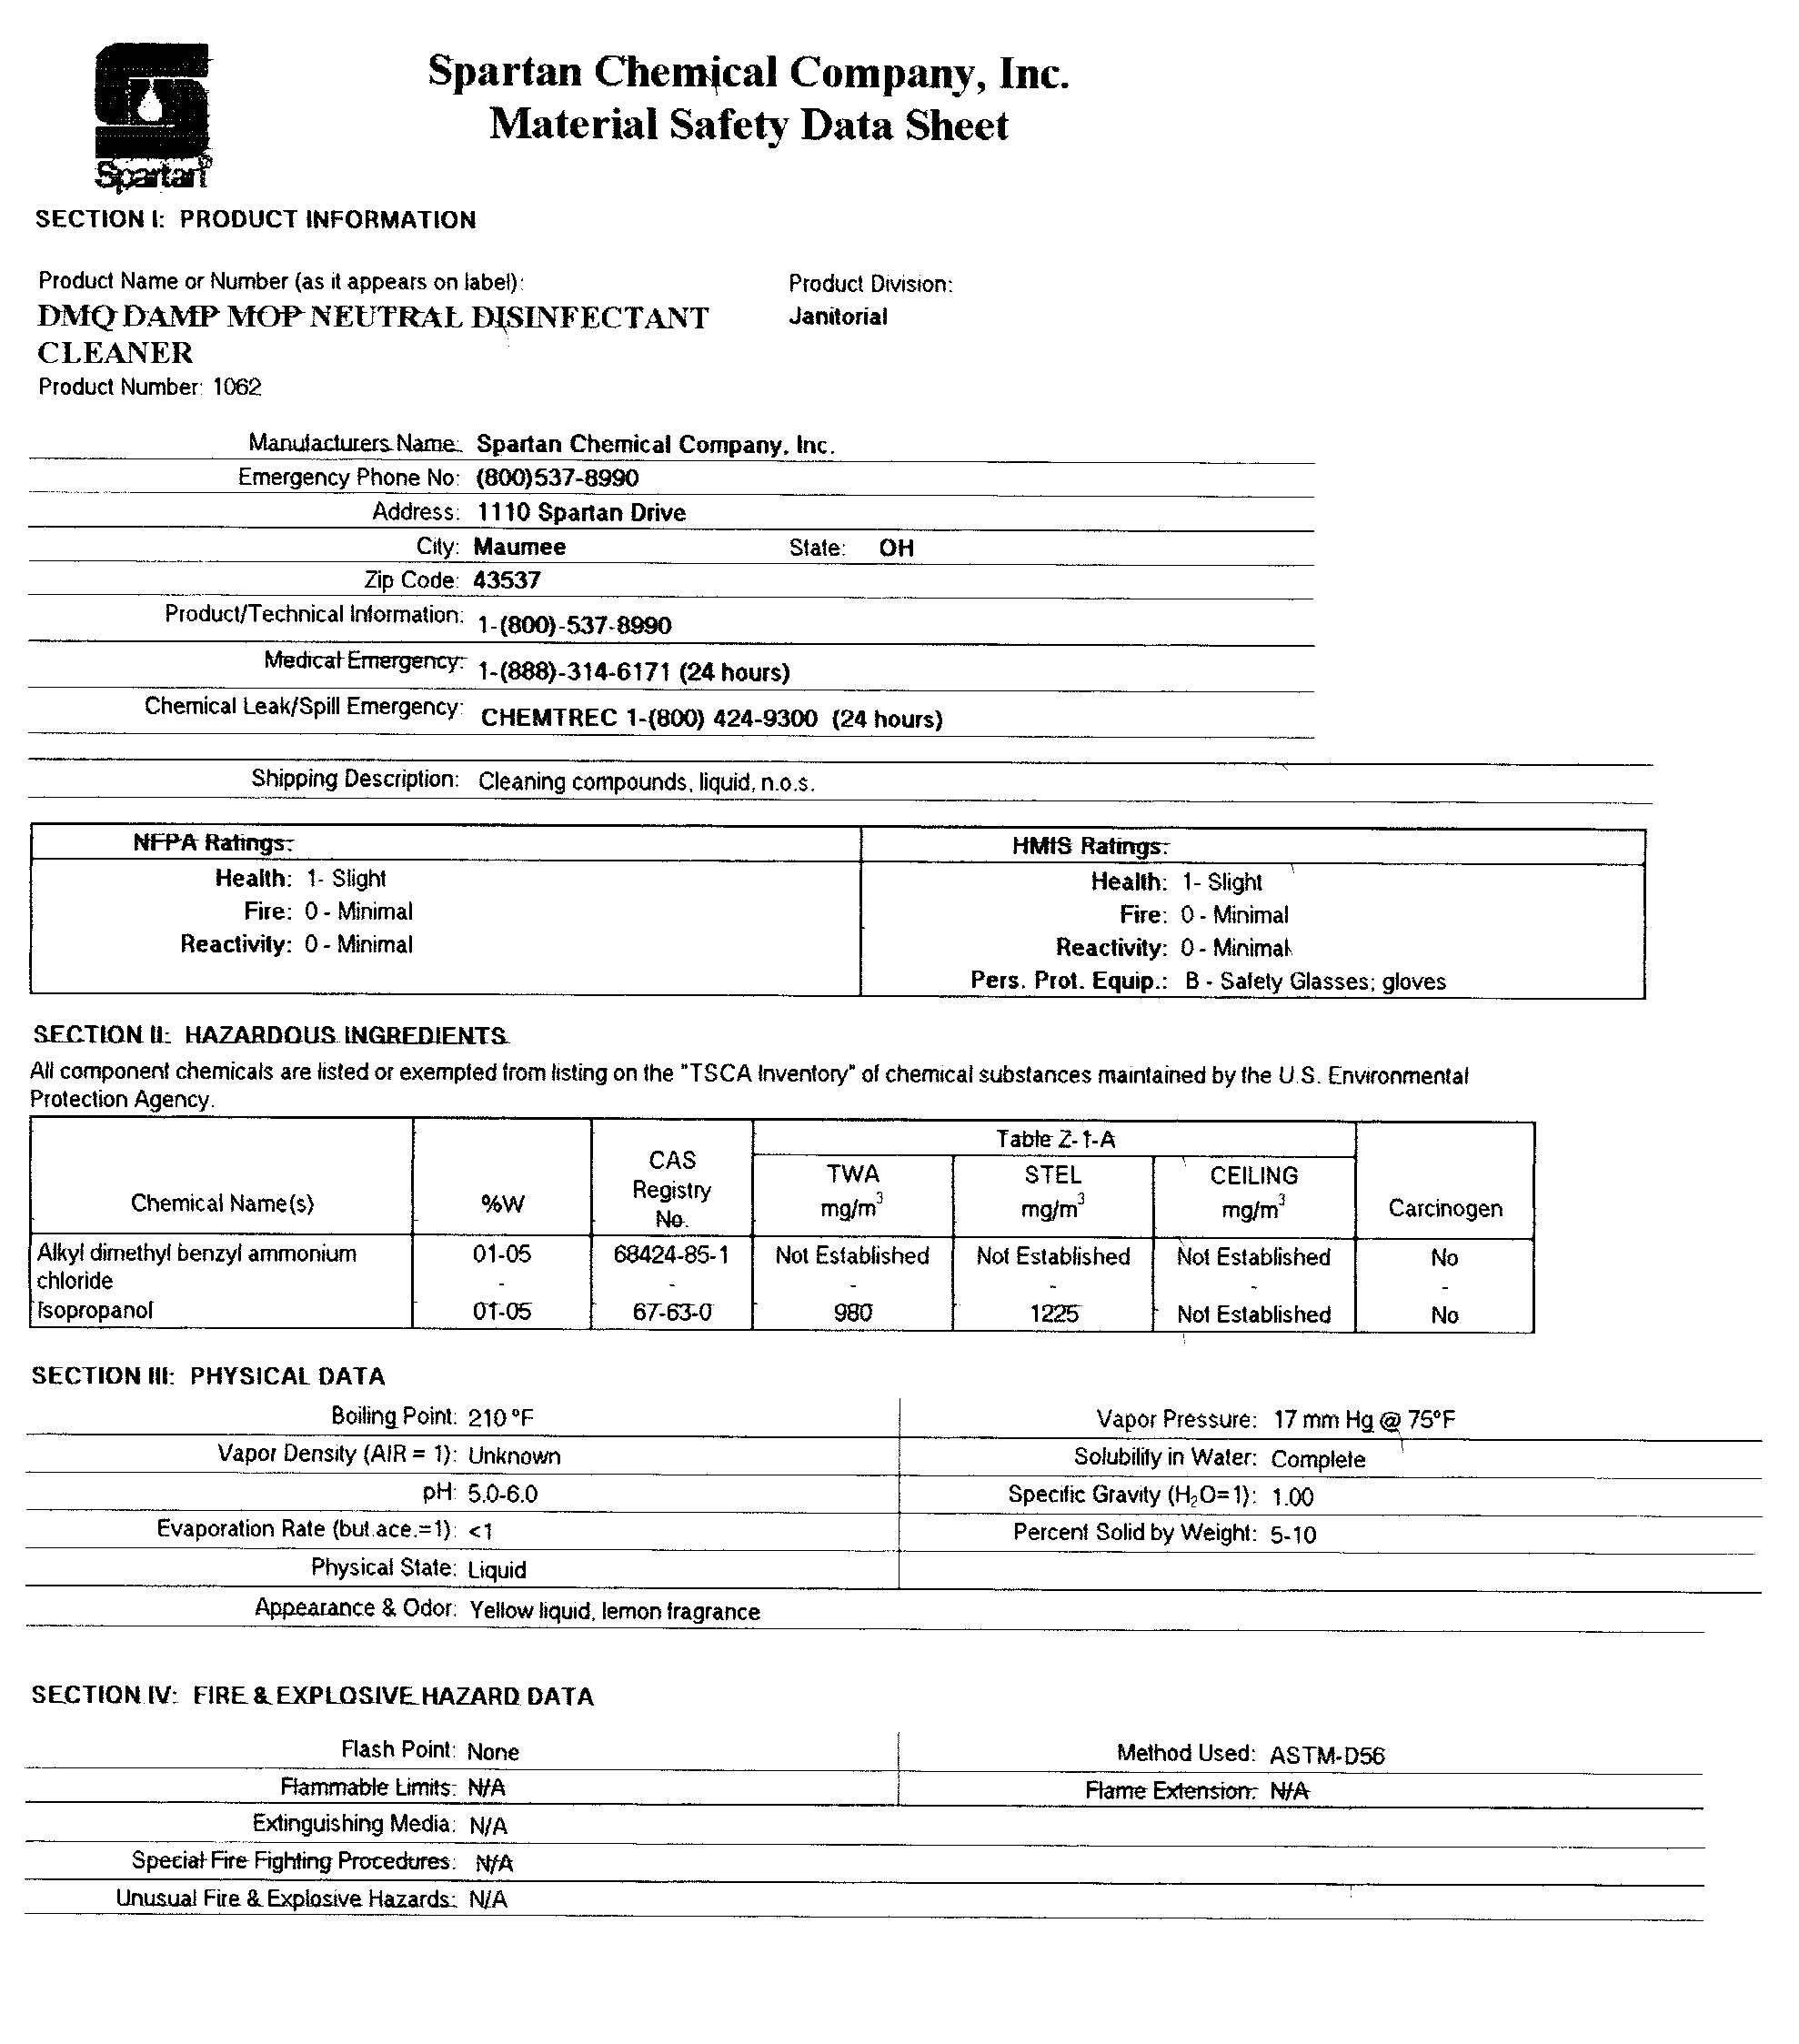 Spartan Chemical Company, Inc.
Material Safety Data Sheet
Spartan®
SECTION I: PRODUCT INFORMATION
Product Name or Number (as it appears on label): Product Division:
DMQ DAMP MOP NEUTRAL DISINFECTANT Janitorial
CLEANER
Product Number: 1062
Manufacturers Name: Spartan Chemical Company, Inc.
Emergency Phone No: (800)537-8990
Address: 1110 Spartan Drive
City: Maumee State: OH
Zip Code: 43537
Product/Technical Information: 1-(800)-537-8990
Medical Emergency: 1-(888)-314-6171 (24 hours)
Chemical Leak/Spill Emergency: CHEMTREC 1-(800) 424-9300 (24 hours)
Shipping Description: Cleaning compounds, liquid, n.o.s.
NFPA Ratings: HMIS Ratings:
Health: 1- Slight Health: 1- Slight
Fire: 0 - Minimal Fire: 0 - Minimal
Reactivity: 0 - Minimal Reactivity: 0 - Minimal
Pers. Prot. Equip.: B - Safety Glasses; gloves
SECTION II: HAZARDOUS INGREDIENTS
All component chemicals are listed or exempted from listing on the "TSCA Inventory" of chemical substances maintained by the U.S. Environmental
Protection Agency.
Table Z-1-A
CAS TWA STEL CEILING
Registry
Chemical Name(s) %W No. mg/m³ mg/m³ mg/m³ Carcinogen
Alkyl dimethyl benzyl ammonium 01-05 68424-85-1 Not Established Not Established Not Established No
chloride - - - - - -
Isopropanol 01-05 67-63-0 980 1225 Not Established No
SECTION III: PHYSICAL DATA
Boiling Point: 210 ºF Vapor Pressure: 17 mm Hg @ 75ºF
Vapor Density (AIR = 1): Unknown Solubility in Water: Complete
pH: 5.0-6.0 Specific Gravity (H₂O=1): 1.00
Evaporation Rate (but.ace.=1): <1 Percent Solid by Weight: 5-10
Physical State: Liquid
Appearance & Odor: Yellow liquid, lemon fragrance
SECTION IV: FIRE & EXPLOSIVE HAZARD DATA
Flash Point: None Method Used: ASTM-D56
Flammable Limits: N/A Flame Extension: N/A
Extinguishing Media: N/A
Special Fire Fighting Procedures: N/A
Unusual Fire & Explosive Hazards: N/A